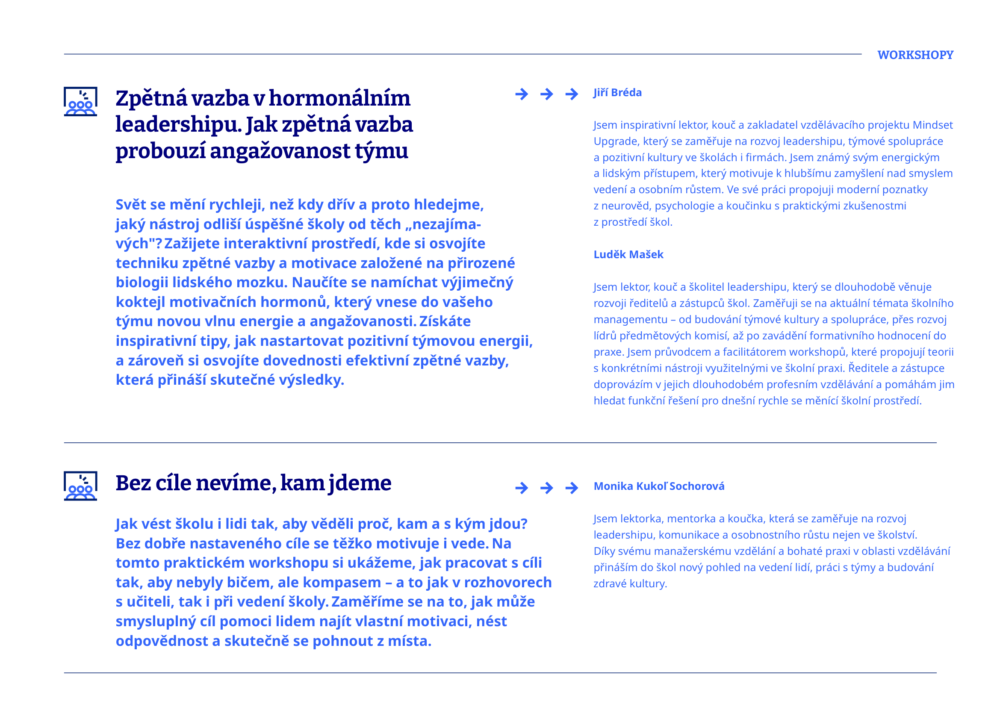 WORKSHOPY
Zpětná vazba v hormonálním
leadershipu. Jak zpětná vazba
probouzí angažovanost týmu
Svět se mění rychleji, než kdy dřív a proto hledejme,
jaký nástroj odliší úspěšné školy od těch „nezajíma-
vých"? Zažijete interaktivní prostředí, kde si osvojíte
techniku zpětné vazby a motivace založené na přirozené
biologii lidského mozku. Naučíte se namíchat výjimečný
koktejl motivačních hormonů, který vnese do vašeho
týmu novou vlnu energie a angažovanosti. Získáte
inspirativní tipy, jak nastartovat pozitivní týmovou energii,
a zároveň si osvojíte dovednosti efektivní zpětné vazby,
která přináší skutečné výsledky.
Jiří Bréda
Jsem inspirativní lektor, kouč a zakladatel vzdělávacího projektu Mindset
Upgrade, který se zaměřuje na rozvoj leadershipu, týmové spolupráce
a pozitivní kultury ve školách i firmách. Jsem známý svým energickým
a lidským přístupem, který motivuje k hlubšímu zamyšlení nad smyslem
vedení a osobním růstem. Ve své práci propojuji moderní poznatky
z neurověd, psychologie a koučinku s praktickými zkušenostmi
z prostředí škol.
Luděk Mašek
Jsem lektor, kouč a školitel leadershipu, který se dlouhodobě věnuje
rozvoji ředitelů a zástupců škol. Zaměřuji se na aktuální témata školního
managementu – od budování týmové kultury a spolupráce, přes rozvoj
lídrů předmětových komisí, až po zavádění formativního hodnocení do
praxe. Jsem průvodcem a facilitátorem workshopů, které propojují teorii
s konkrétními nástroji využitelnými ve školní praxi. Ředitele a zástupce
doprovázím v jejich dlouhodobém profesním vzdělávání a pomáhám jim
hledat funkční řešení pro dnešní rychle se měnící školní prostředí.
Bez cíle nevíme, kam jdeme
Jak vést školu i lidi tak, aby věděli proč, kam a s kým jdou?
Bez dobře nastaveného cíle se těžko motivuje i vede. Na
tomto praktickém workshopu si ukážeme, jak pracovat s cíli
tak, aby nebyly bičem, ale kompasem – a to jak v rozhovorech
s učiteli, tak i při vedení školy. Zaměříme se na to, jak může
smysluplný cíl pomoci lidem najít vlastní motivaci, nést
odpovědnost a skutečně se pohnout z místa.
Monika Kukoľ Sochorová
Jsem lektorka, mentorka a koučka, která se zaměřuje na rozvoj
leadershipu, komunikace a osobnostního růstu nejen ve školství.
Díky svému manažerskému vzdělání a bohaté praxi v oblasti vzdělávání
přináším do škol nový pohled na vedení lidí, práci s týmy a budování
zdravé kultury.